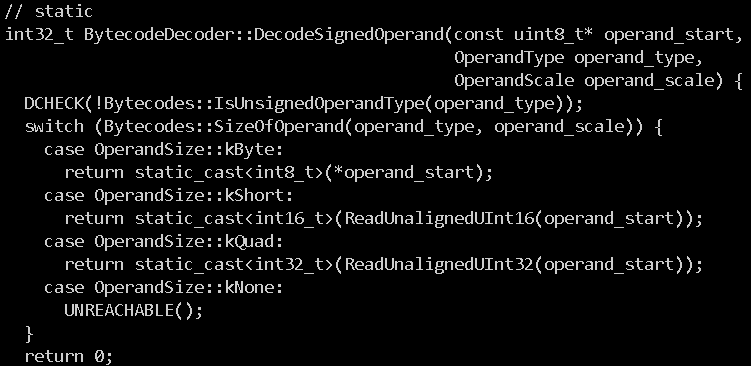 // static
int32_t BytecodeDecoder::DecodeSignedOperand(const uint8_t* operand_start,
                                             OperandType operand_type,
                                             OperandScale operand_scale) {
  DCHECK(!Bytecodes::IsUnsignedOperandType(operand_type));
  switch (Bytecodes::SizeOfOperand(operand_type, operand_scale)) {
    case OperandSize::kByte:
      return static_cast<int8_t>(*operand_start);
    case OperandSize::kShort:
      return static_cast<int16_t>(ReadUnalignedUInt16(operand_start));
    case OperandSize::kQuad:
      return static_cast<int32_t>(ReadUnalignedUInt32(operand_start));
    case OperandSize::kNone:
      UNREACHABLE();
  }
  return 0;